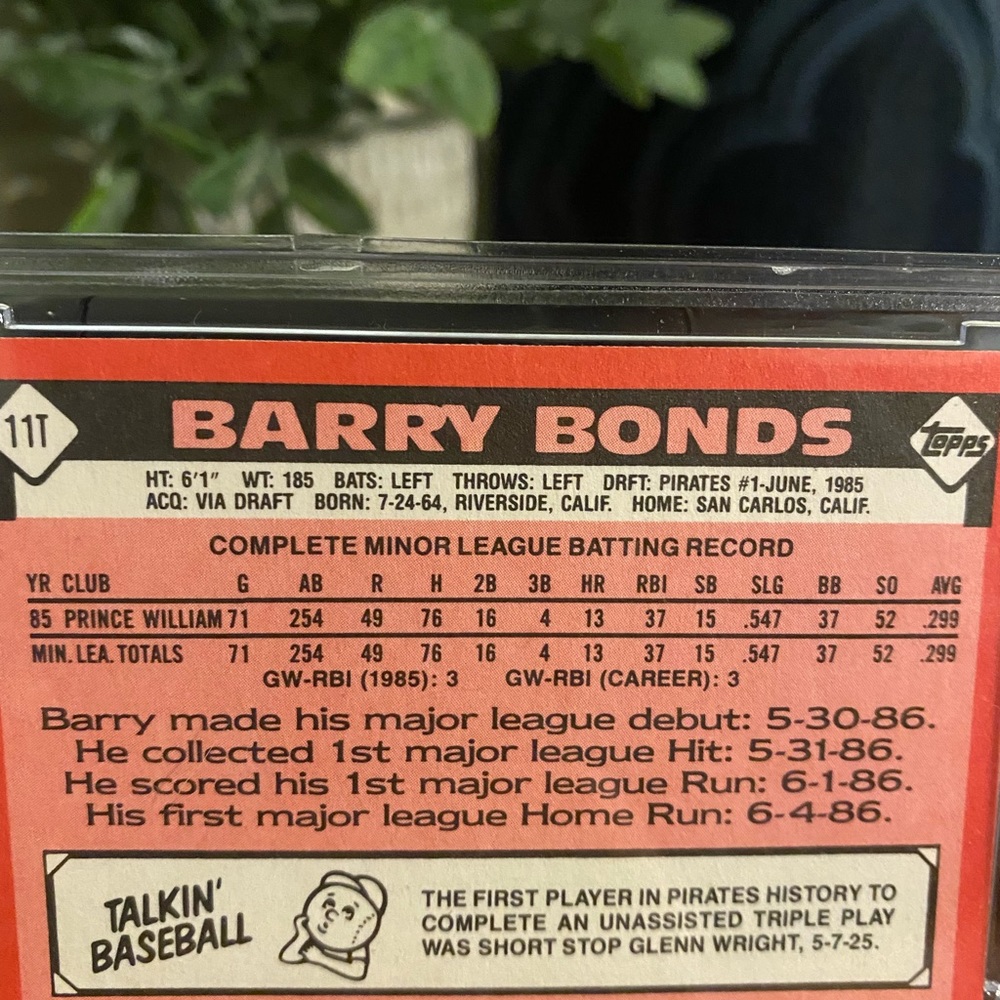 11T
BARRY BONDS
Topps
HT: 6'1" WT: 185 BATS: LEFT THROWS: LEFT DRFT: PIRATES #1-JUNE, 1985
ACQ: VIA DRAFT BORN: 7-24-64, RIVERSIDE, CALIF. HOME: SAN CARLOS, CALIF.
COMPLETE MINOR LEAGUE BATTING RECORD
YR CLUB G AB R H 2B 3B HR RBI SB SLG BB SO AVG
85 PRINCE WILLIAM 71 254 49 76 16 4 13 37 15 .547 37 52 .299
MIN. LEA. TOTALS 71 254 49 76 16 4 13 37 15 .547 37 52 .299
GW-RBI (1985): 3 GW-RBI (CAREER): 3
Barry made his major league debut: 5-30-86.
He collected 1st major league Hit: 5-31-86.
He scored his 1st major league Run: 6-1-86.
His first major league Home Run: 6-4-86.
TALKIN'
BASEBALL
THE FIRST PLAYER IN PIRATES HISTORY TO
COMPLETE AN UNASSISTED TRIPLE PLAY
WAS SHORT STOP GLENN WRIGHT, 5-7-25.